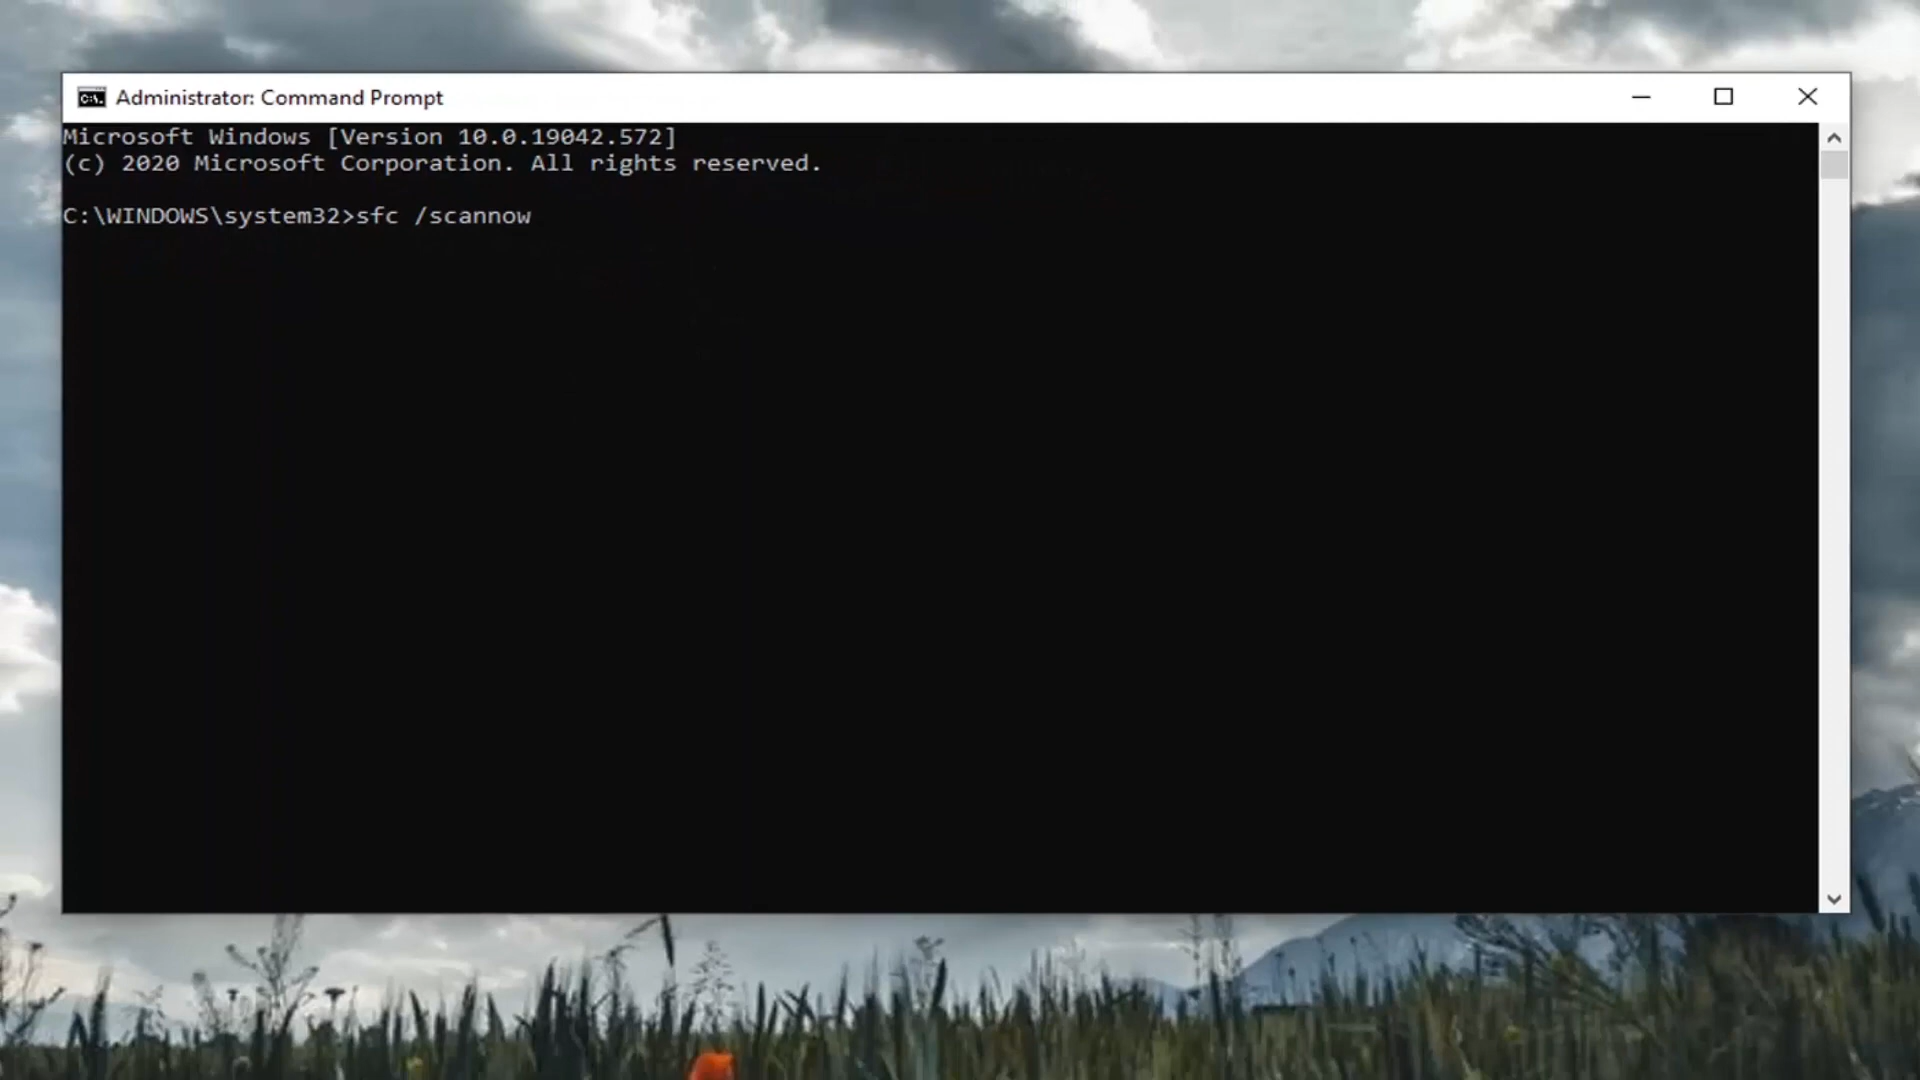 Administrator: Command Prompt
Microsoft Windows [Version 10.0.19042.572]
(c) 2020 Microsoft Corporation. All rights reserved.
C:\WINDOWS\system32>sfc /scannow